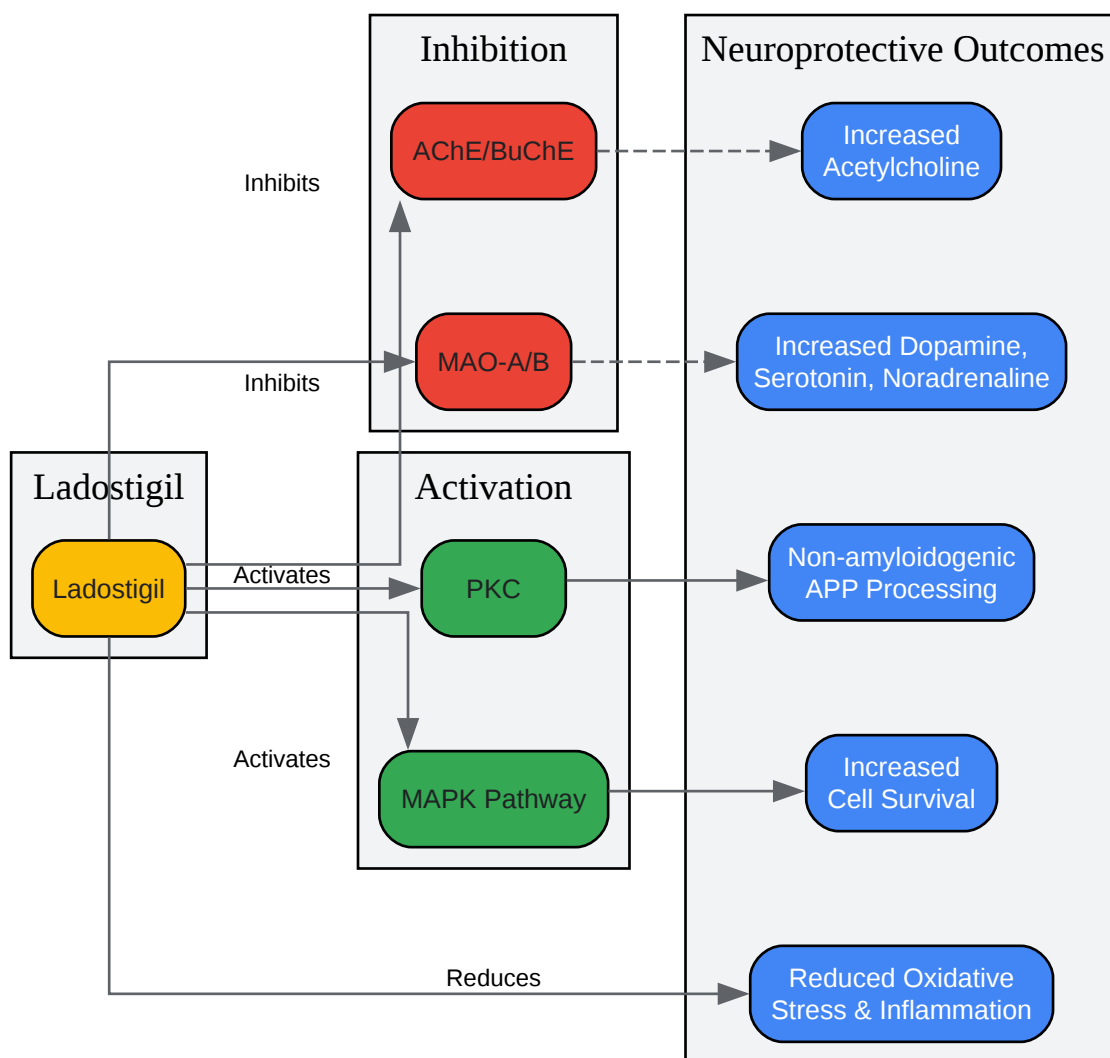 Inhibition
Neuroprotective Outcomes
AChE/BuChE
Increased
Acetylcholine
Inhibits
MAO-A/B
Increased Dopamine,
Serotonin, Noradrenaline
Inhibits
Ladostigil
Activation
Ladostigil
Activates
PKC
Non-amyloidogenic
APP Processing
Activates
MAPK Pathway
Increased
Cell Survival
Reduces
Reduced Oxidative
Stress & Inflammation